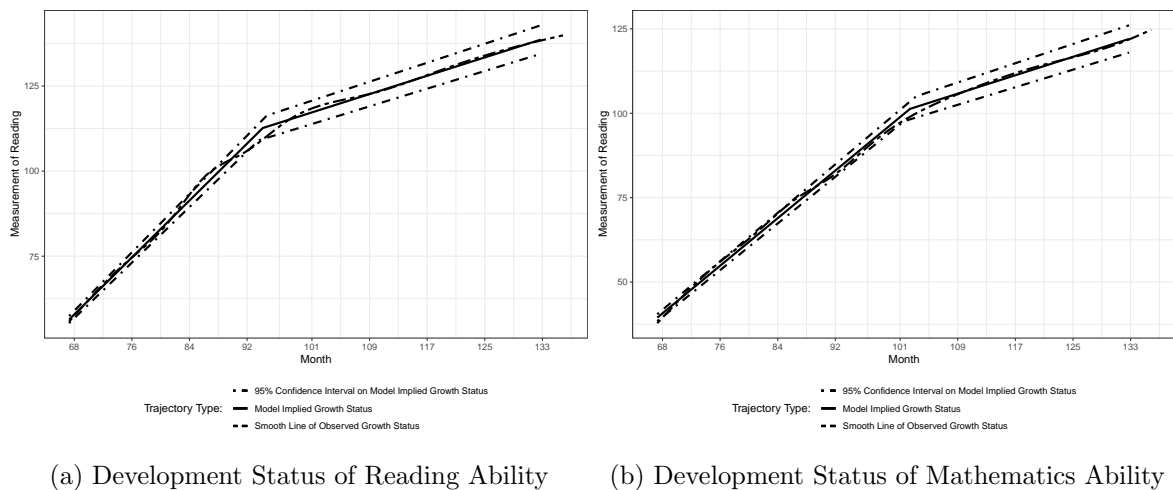 125
100
75
68 76 84 92 101 109 117 125 133
Month
Measurement of Reading
95% Confidence Interval on Model Implied Growth Status
Trajectory Type: Model Implied Growth Status
Smooth Line of Observed Growth Status
(a) Development Status of Reading Ability
125
100
75
50
68 76 84 92 101 109 117 125 133
Month
Measurement of Reading
95% Confidence Interval on Model Implied Growth Status
Trajectory Type: Model Implied Growth Status
Smooth Line of Observed Growth Status
(b) Development Status of Mathematics Ability